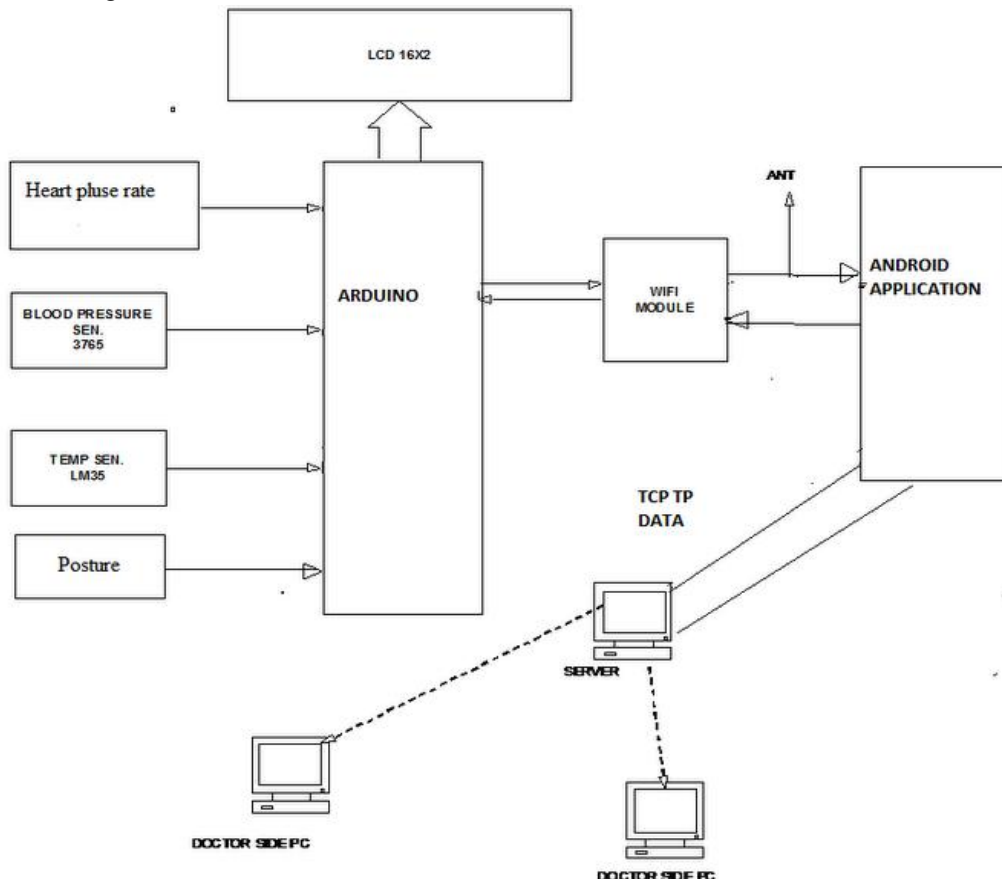 LCD 16X2
Heart pluse rate
ANT
ARDUINO
WIFI
MODULE
ANDROID
APPLICATION
BLOOD PRESSURE
SEN.
3765
TEMP SEN.
LM35
TCP TP
DATA
Posture
SERVER
DOCTOR SIDE PC
DOCTOR SIDE PC